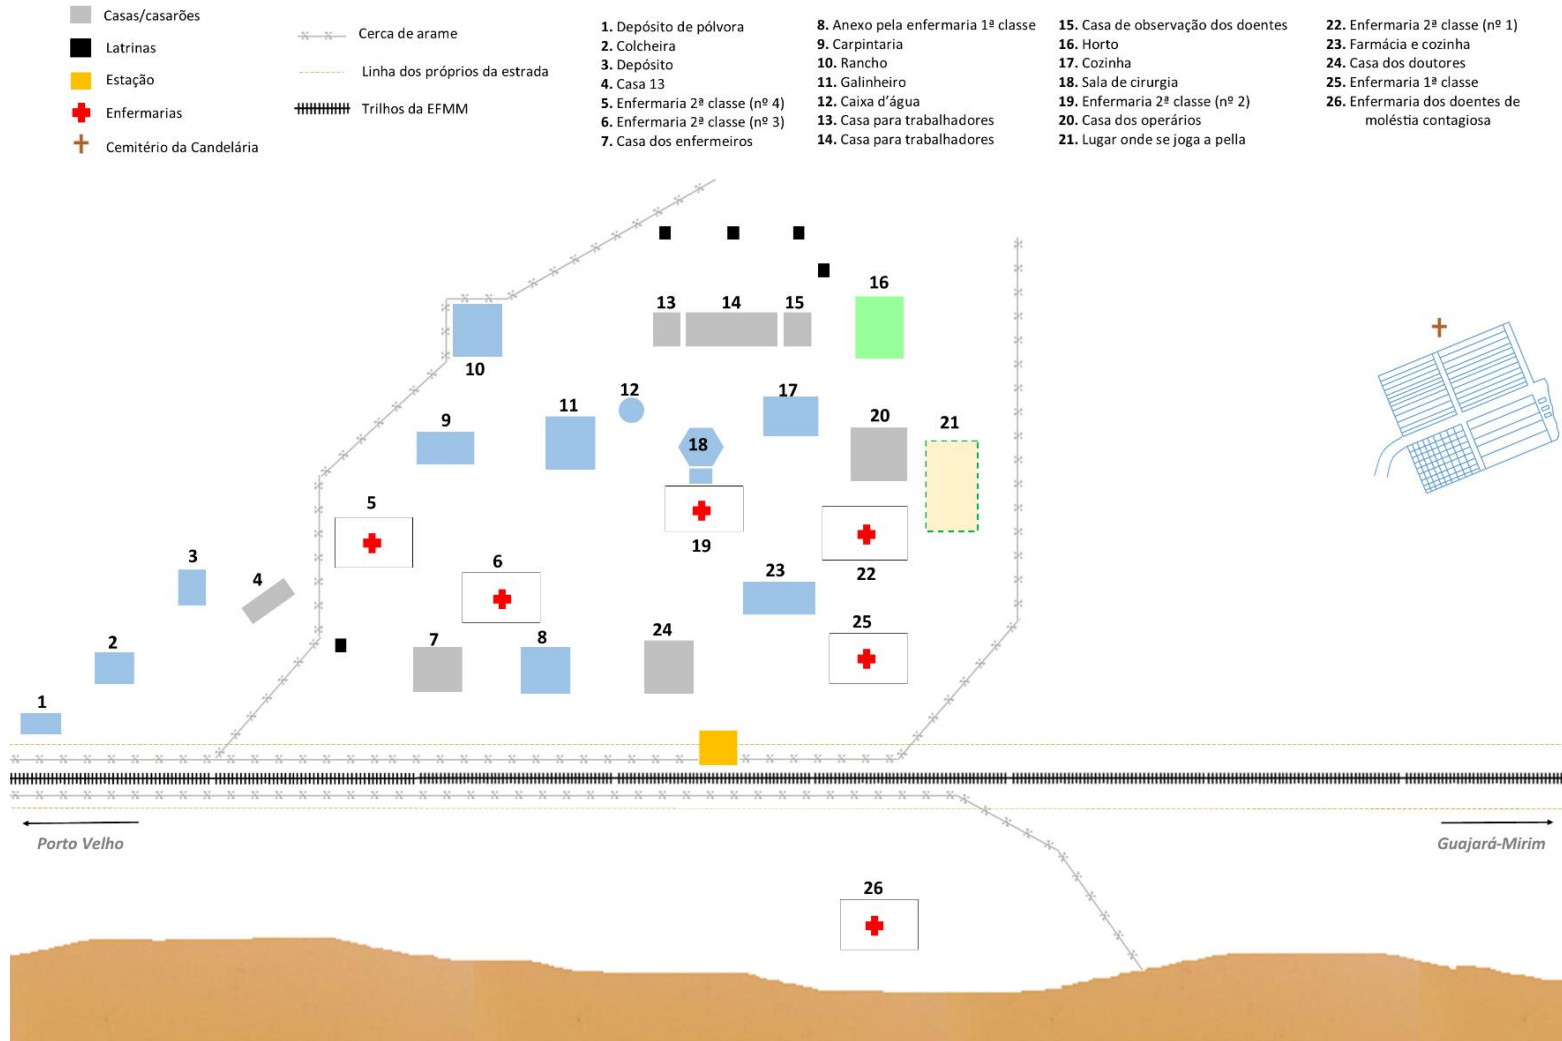 Casas/casarões
Latrinas
Estação
Enfermarias
Cemitério da Candelária
Cerca de arame
Linha dos próprios da estrada
Trilhos da EFMM
1. Depósito de pólvora
2. Colcheira
3. Depósito
4. Casa 13
5. Enfermaria 2ª classe (nº 4)
6. Enfermaria 2ª classe (nº 3)
7. Casa dos enfermeiros
8. Anexo pela enfermaria 1ª classe
9. Carpintaria
10. Rancho
11. Galinheiro
12. Caixa d'água
13. Casa para trabalhadores
14. Casa para trabalhadores
15. Casa de observação dos doentes
16. Horto
17. Cozinha
18. Sala de cirurgia
19. Enfermaria 2ª classe (nº 2)
20. Casa dos operários
21. Lugar onde se joga a pella
22. Enfermaria 2ª classe (nº 1)
23. Farmácia e cozinha
24. Casa dos doutores
25. Enfermaria 1ª classe
26. Enfermaria dos doentes de
moléstia contagiosa
16
13 14 15
10
12 17
9 11 20 21
18
5
19
3 4 6 23 22
2 7 8 24 25
1
Porto Velho
Guajará-Mirim
26